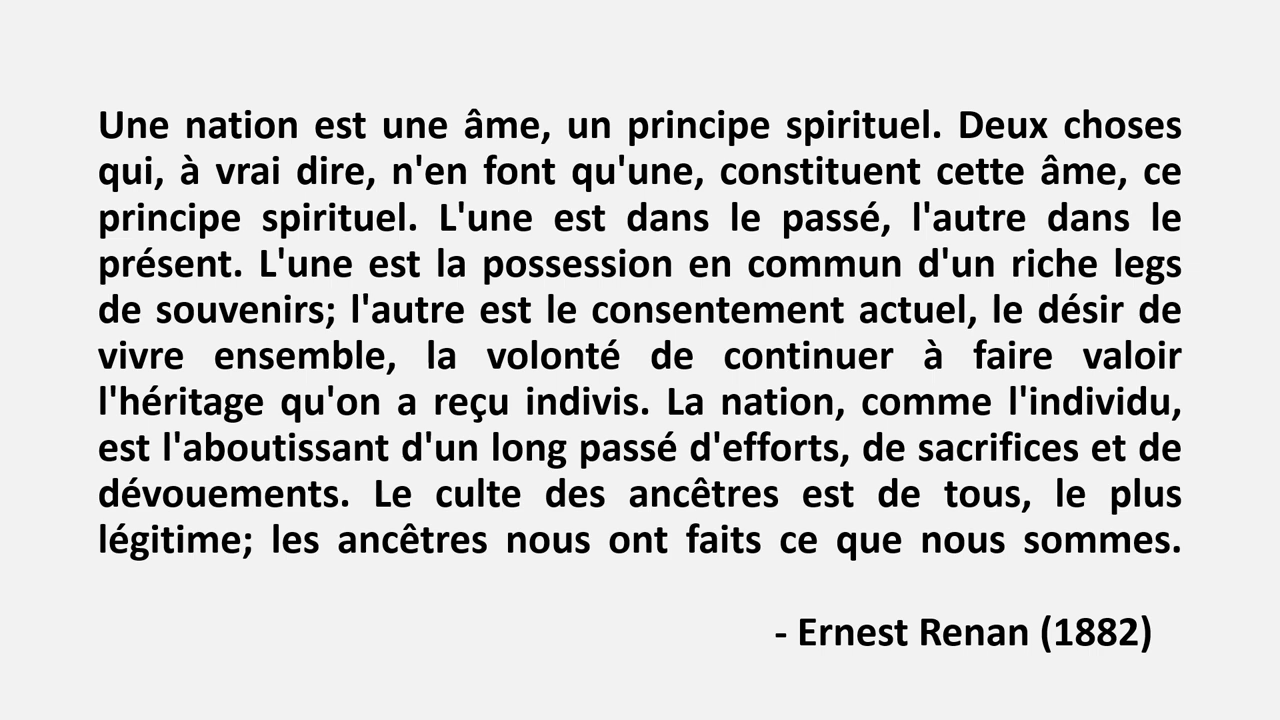 Une nation est une âme, un principe spirituel. Deux choses
qui, à vrai dire, n'en font qu'une, constituent cette âme, ce
principe spirituel. L'une est dans le passé, l'autre dans le
présent. L'une est la possession en commun d'un riche legs
de souvenirs; l'autre est le consentement actuel, le désir de
vivre ensemble, la volonté de continuer à faire valoir
l'héritage qu'on a reçu indivis. La nation, comme l'individu,
est l'aboutissant d'un long passé d'efforts, de sacrifices et de
dévouements. Le culte des ancêtres est de tous, le plus
légitime; les ancêtres nous ont faits ce que nous sommes.
- Ernest Renan (1882)